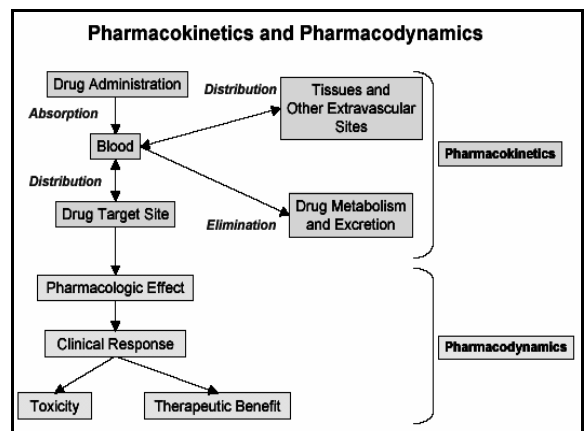 Pharmacokinetics and Pharmacodynamics
Drug Administration
Absorption
Blood
Distribution
Drug Target Site
Distribution
Tissues and
Other Extravascular
Sites
Elimination
Drug Metabolism
and Excretion
Pharmacokinetics
Pharmacologic Effect
Clinical Response
Toxicity
Therapeutic Benefit
Pharmacodynamics